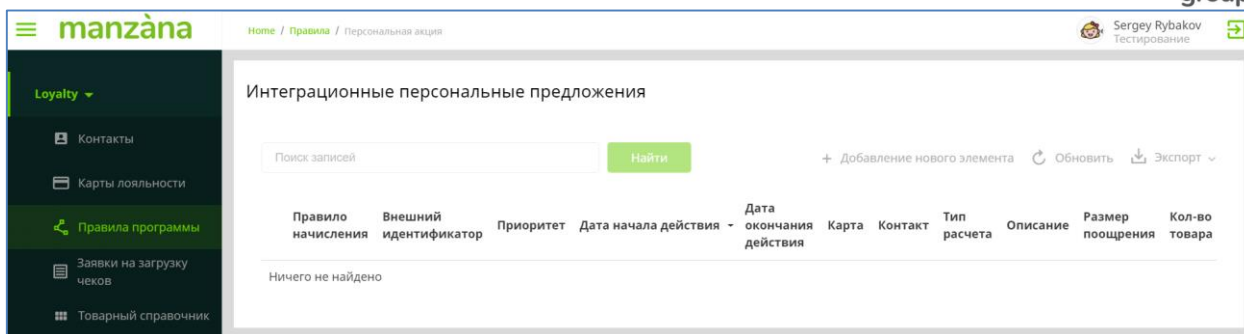 group
manzàna
Home / Правила / Персональная акция
Sergey Rybakov
Тестирование
Loyalty
Контакты
Карты лояльности
Правила программы
Заявки на загрузку
чеков
Товарный справочник
Интеграционные персональные предложения
Поиск записей
Найти
+ Добавление нового элемента
Обновить
Экспорт
Правило
начисления
Внешний
идентификатор
Приоритет
Дата начала действия
Дата
окончания
действия
Карта
Контакт
Тип
расчета
Описание
Размер
поощрения
Кол-во
товара
Ничего не найдено